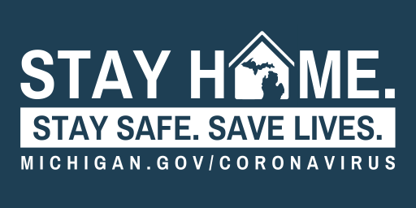 STAY HOME.
STAY SAFE. SAVE LIVES.
MICHIGAN.GOV/CORONAVIRUS